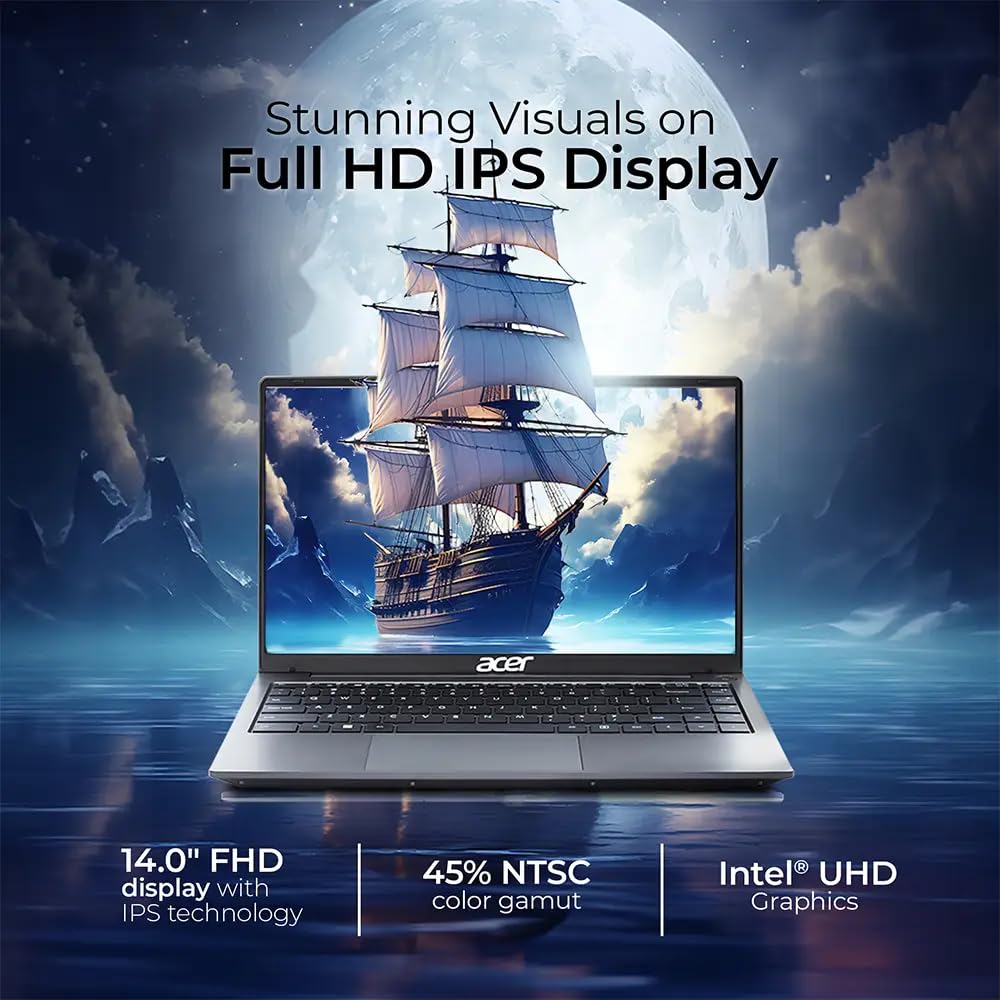 Stunning Visuals on
Full HD IPS Display
acer
14.0" FHD
display with
IPS technology
45% NTSC
color gamut
Intel® UHD
Graphics